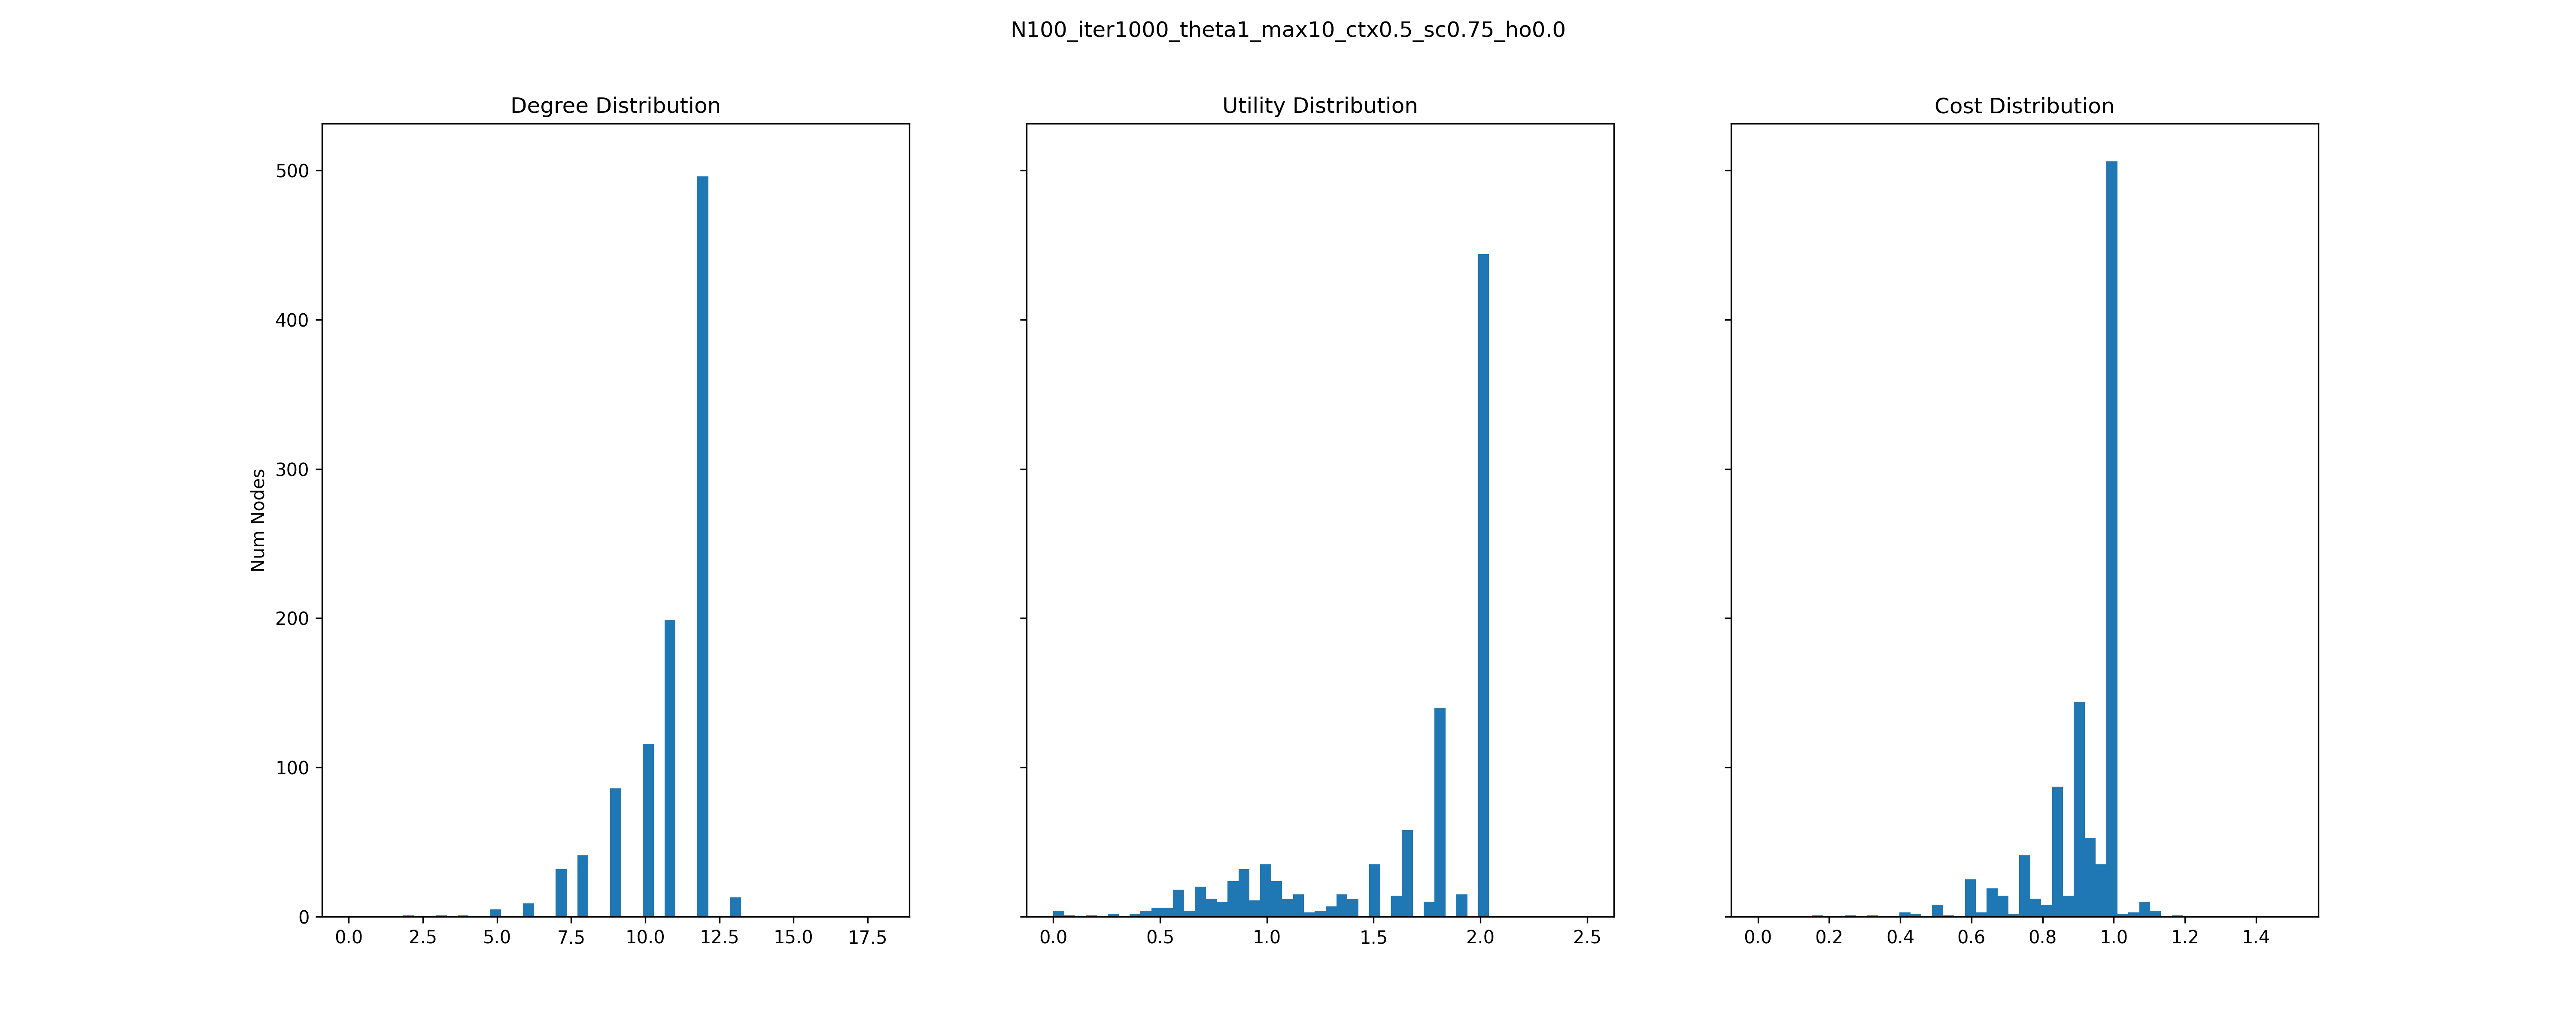 N100_iter1000_theta1_max10_ctx0.5_sc0.75_ho0.0
Degree Distribution
Num Nodes
500
400
300
200
100
0
0.0 2.5 5.0 7.5 10.0 12.5 15.0 17.5
Utility Distribution
0.0 0.5 1.0 1.5 2.0 2.5
Cost Distribution
0.0 0.2 0.4 0.6 0.8 1.0 1.2 1.4